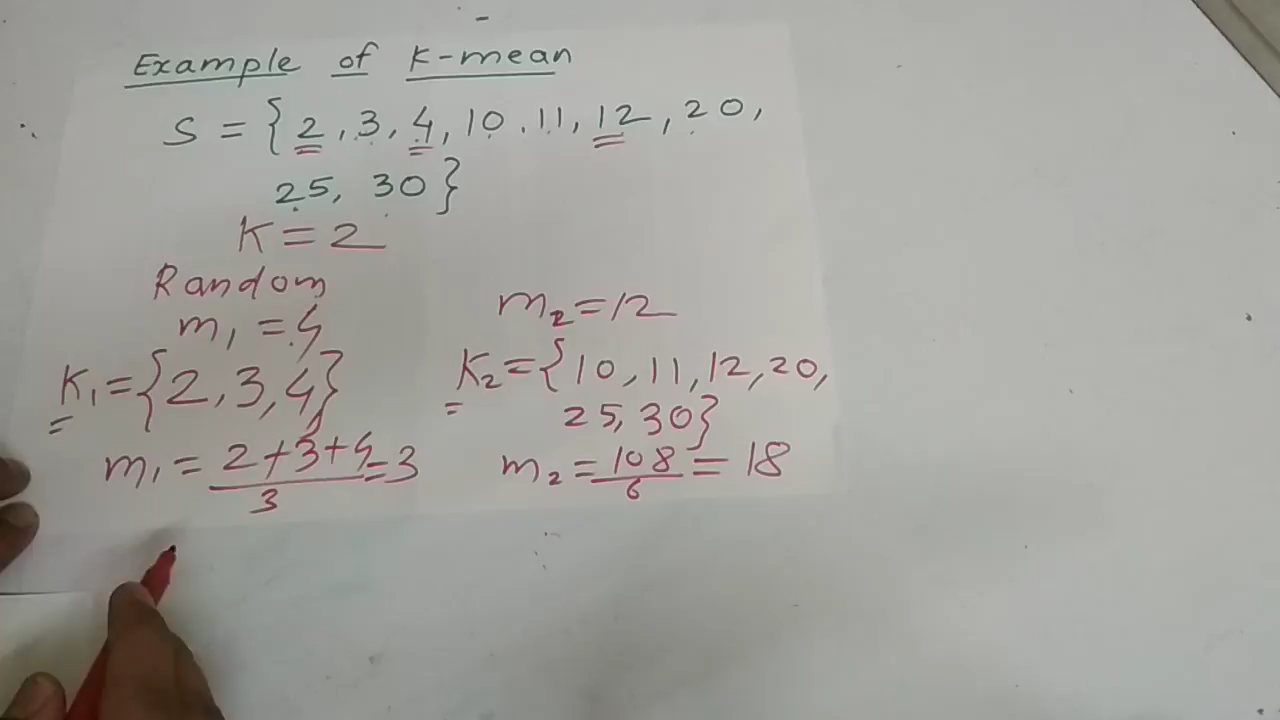 Example of K-mean
S = {2, 3, 4, 10, 11, 12, 20,
25, 30}
K = 2
Random
m₁ = 4
m₂ = 12
K₁ = {2, 3, 4}
K₂ = {10, 11, 12, 20,
25, 30}
m₁ = 2+3+4/3 = 3
m₂ = 108/6 = 18